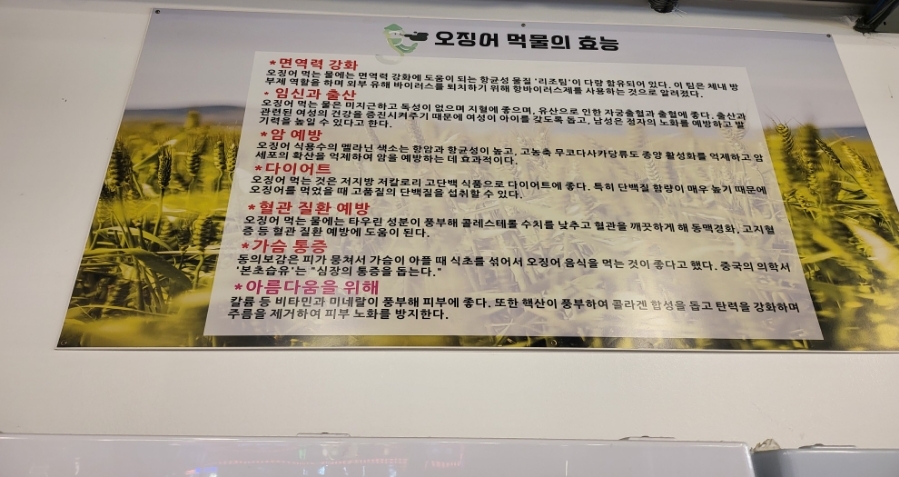 오징어 먹물의 효능
*면역력 강화
오징어 먹는 물에는 면역력 강화에 도움이 되는 항균성 물질 '리조팀'이 다량 함유되어 있다. 이 팀은 체내 방
부제 역할을 하며 외부 유해 바이러스를 퇴치하기 위해 항바이러스제를 사용하는 것으로 알려졌다.
*임신과 출산
오징어 먹는 물은 미지근하고 독성이 없으며 지혈에 좋으며, 유산으로 인한 자궁출혈과 출혈에 좋다. 출산과
관련된 여성의 건강을 증진시켜주기 때문에 여성이 아이를 갖도록 돕고, 남성은 정자의 노화를 예방하고 발
기력을 높일 수 있다고 한다.
*암 예방
오징어 식용수의 멜라닌 색소는 항암과 항균성이 높고, 고농축 무코다사카당류도 종양 활성화를 억제하고 암
세포의 확산을 억제하여 암을 예방하는 데 효과적이다.
*다이어트
오징어 먹는 것은 저지방 저칼로리 고단백 식품으로 다이어트에 좋다. 특히 단백질 함량이 매우 높기 때문에
오징어를 먹었을 때 고품질의 단백질을 섭취할 수 있다.
*혈관 질환 예방
오징어 먹는 물에는 타우린 성분이 풍부해 콜레스테롤 수치를 낮추고 혈관을 깨끗하게 해 동맥경화, 고지혈
증 등 혈관 질환 예방에 도움이 된다.
*가슴 통증
동의보감은 피가 뭉쳐서 가슴이 아플 때 식초를 섞어서 오징어 음식을 먹는 것이 좋다고 했다. 중국의 의학서
'본초습유'는 "심장의 통증을 돕는다."
*아름다움을 위해
칼륨 등 비타민과 미네랄이 풍부해 피부에 좋다. 또한 핵산이 풍부하여 콜라겐 합성을 돕고 탄력을 강화하며
주름을 제거하여 피부 노화를 방지한다.